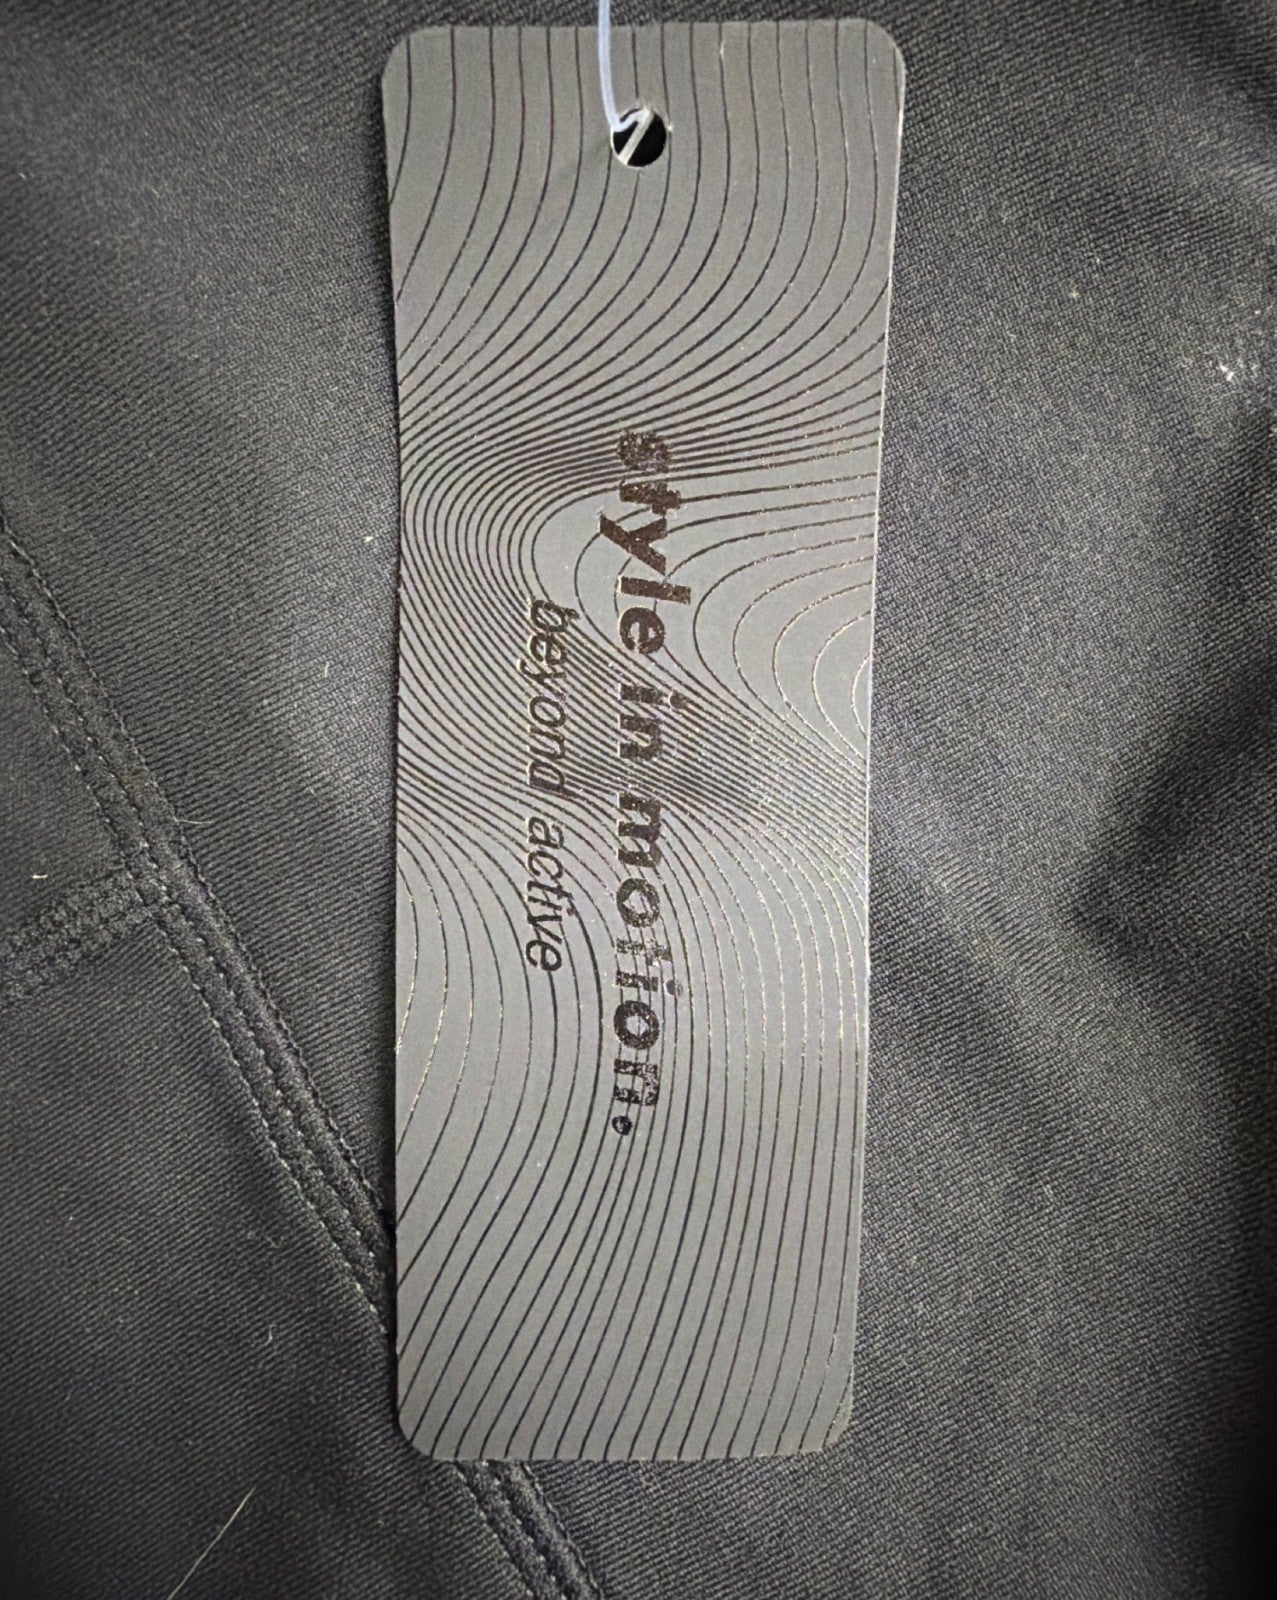 style in motion.
beyond active